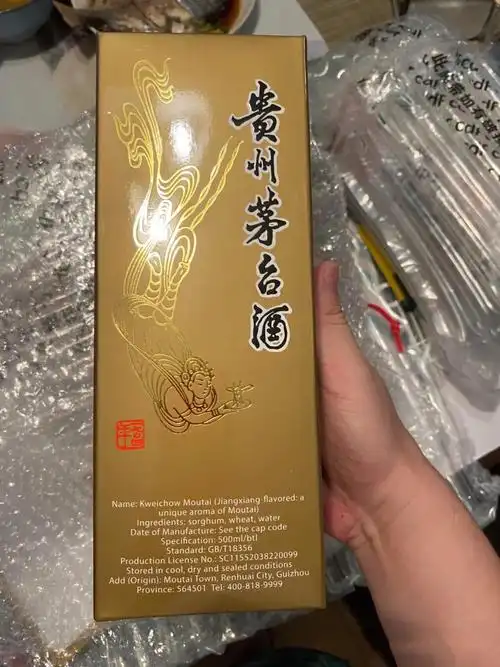 貴州茅台酒
Name: Kweichow Moutai (Jiangxiang-flavored: a
unique aroma of Moutai)
Ingredients: sorghum, wheat, water
Date of Manufacture: See the cap code
Specification: 500ml/btl
Standard: GB/T18356
Production License No.: SC11552038220099
Stored in cool, dry and sealed conditions
Add (Origin): Moutai Town, Renhuai City, Guizhou
Province: 564501 Tel: 400-818-9999